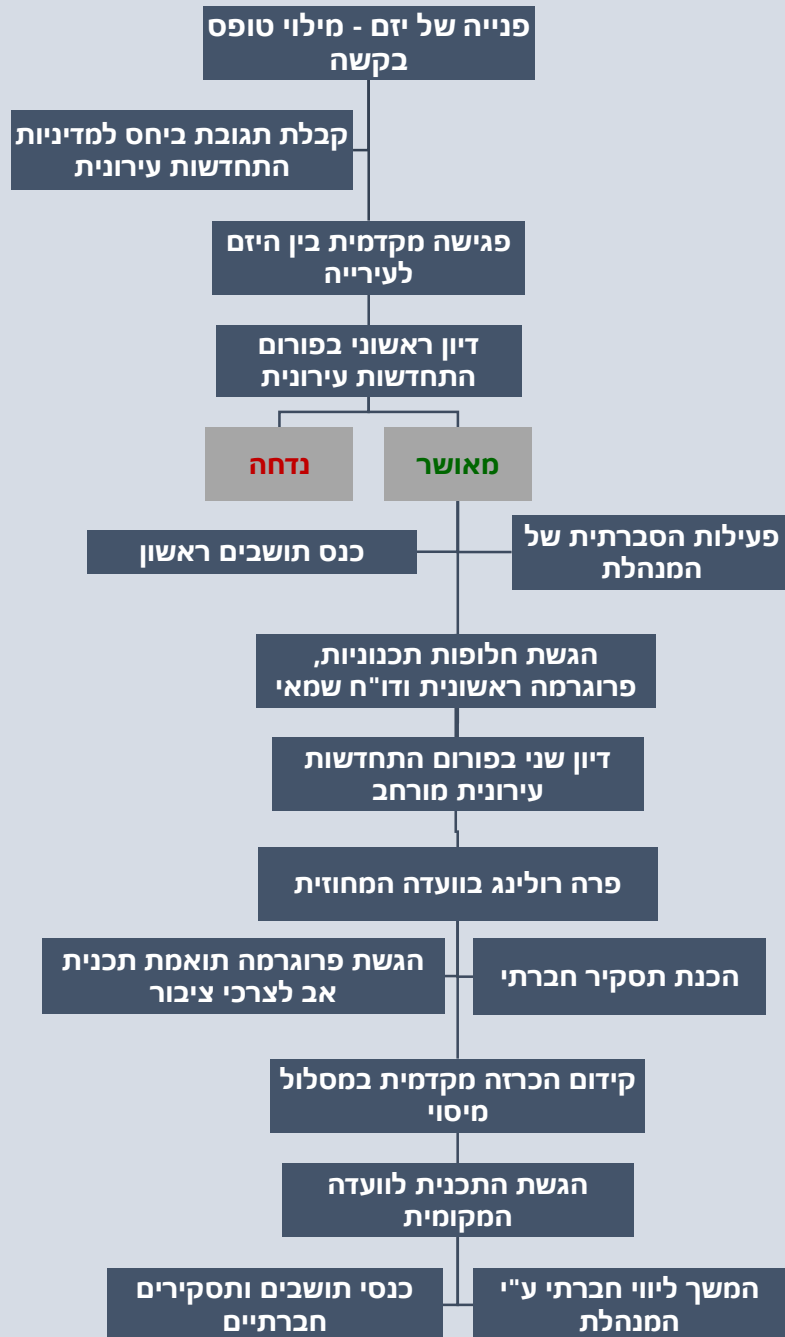 פנייה של יזם - מילוי טופס
בקשה
קבלת תגובת ביחס למדיניות
התחדשות עירונית
פגישה מקדמית בין היזם
לעירייה
דיון ראשוני בפורום
התחדשות עירונית
מאושר
נדחה
פעילות הסברתית של
המנהלת
כנס תושבים ראשון
הגשת חלופות תכנוניות,
פרוגרמה ראשונית ודו"ח שמאי
דיון שני בפורום התחדשות
עירונית מורחב
פרה רולינג בוועדה המחוזית
הכנת תסקיר חברתי
הגשת פרוגרמה תואמת תכנית
אב לצרכי ציבור
קידום הכרזה מקדמית במסלול
מיסוי
הגשת התכנית לוועדה
המקומית
המשך ליווי חברתי ע"י
המנהלת
כנסי תושבים ותסקירים
חברתיים